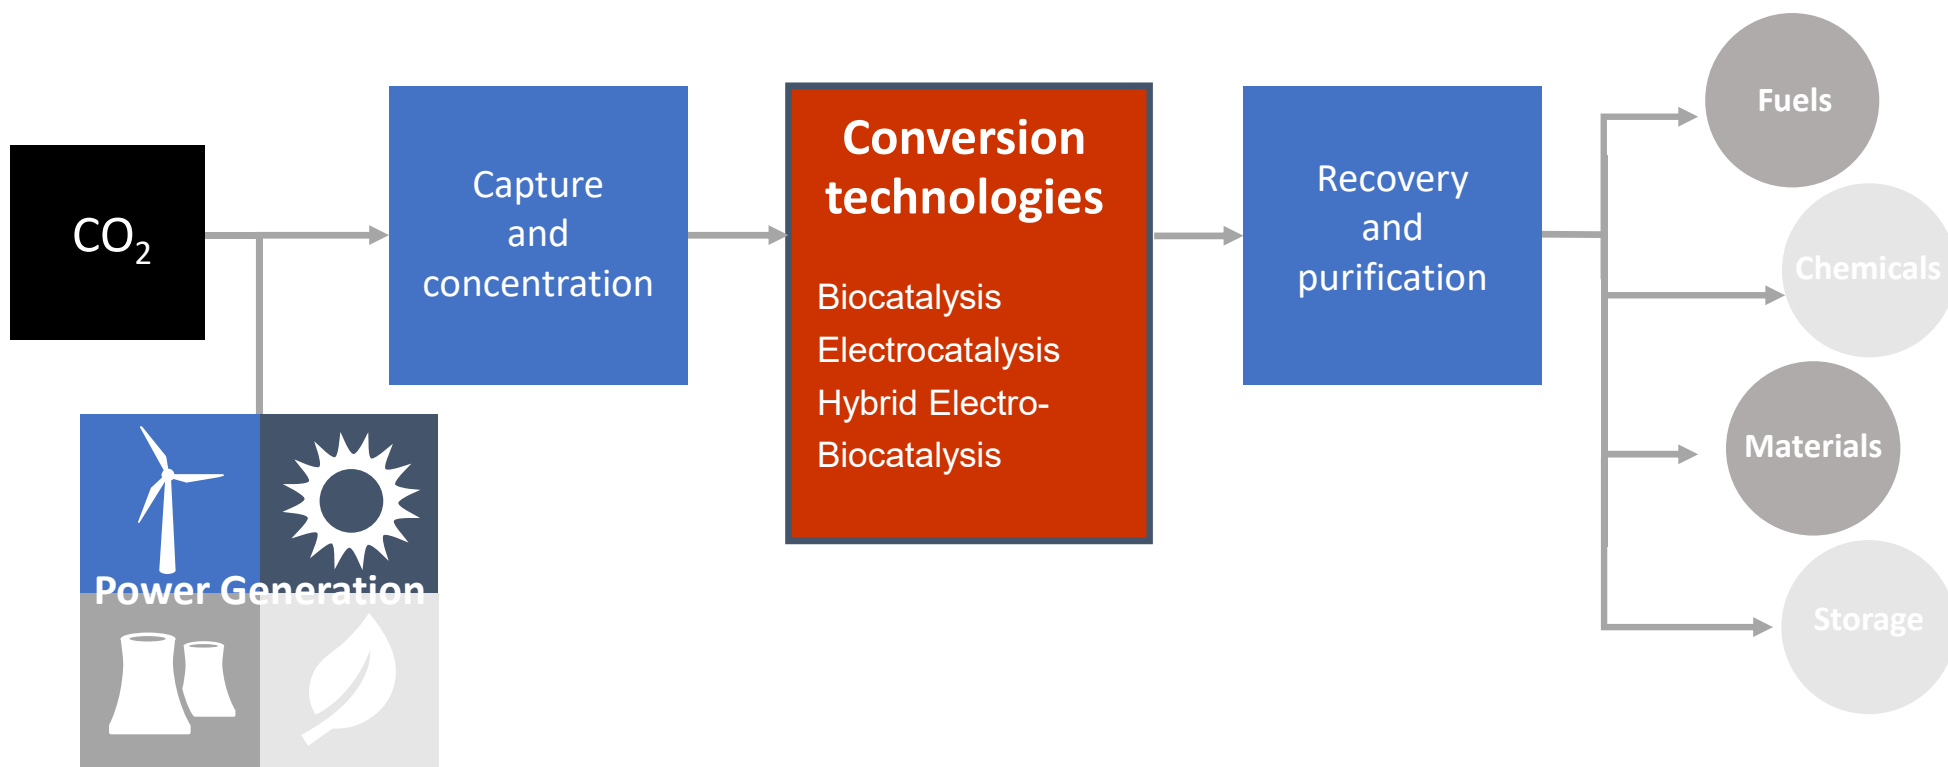 CO₂
Capture
and
concentration
Conversion
technologies
Biocatalysis
Electrocatalysis
Hybrid Electro-
Biocatalysis
Recovery
and
purification
Fuels
Chemicals
Materials
Storage
Power Generation